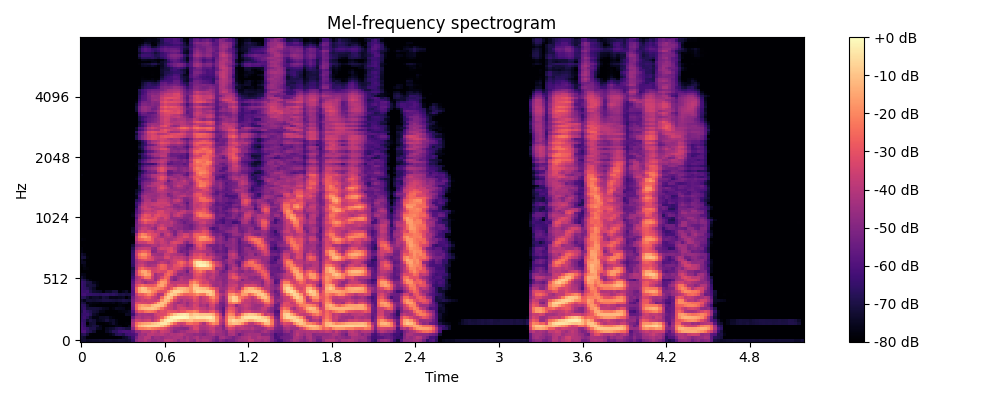 Mel-frequency spectrogram
+0 dB
-10 dB
-20 dB
-30 dB
-40 dB
-50 dB
-60 dB
-70 dB
-80 dB
Hz
4096
2048
1024
512
0
0 0.6 1.2 1.8 2.4 3 3.6 4.2 4.8
Time